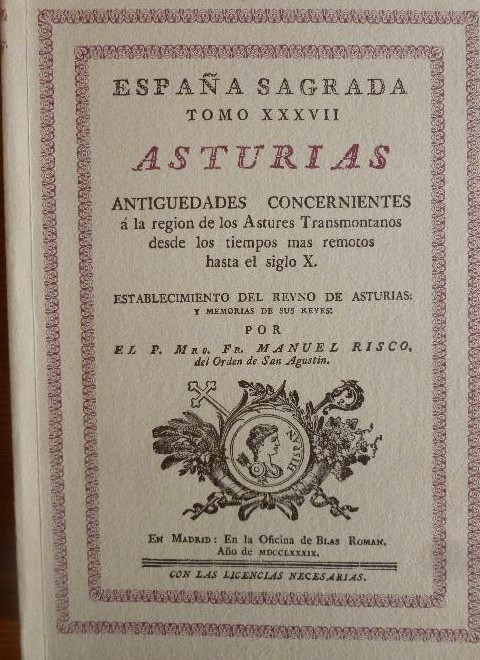 ESPAÑA SAGRADA
TOMO XXXVII
ASTURIAS
ANTIGUEDADES CONCERNIENTES
á la region de los Astures Transmontanos
desde los tiempos mas remotos
hasta el siglo X.
ESTABLECIMIENTO DEL REYNO DE ASTURIAS:
Y MEMORIAS DE SUS REYES:
POR
EL P. MRO. FR. MANUEL RISCO,
del Orden de San Agustin.
EN MADRID: En la Oficina de BLAS ROMAN.
Año de MDCCLXXXIX.
CON LAS LICENCIAS NECESARIAS.